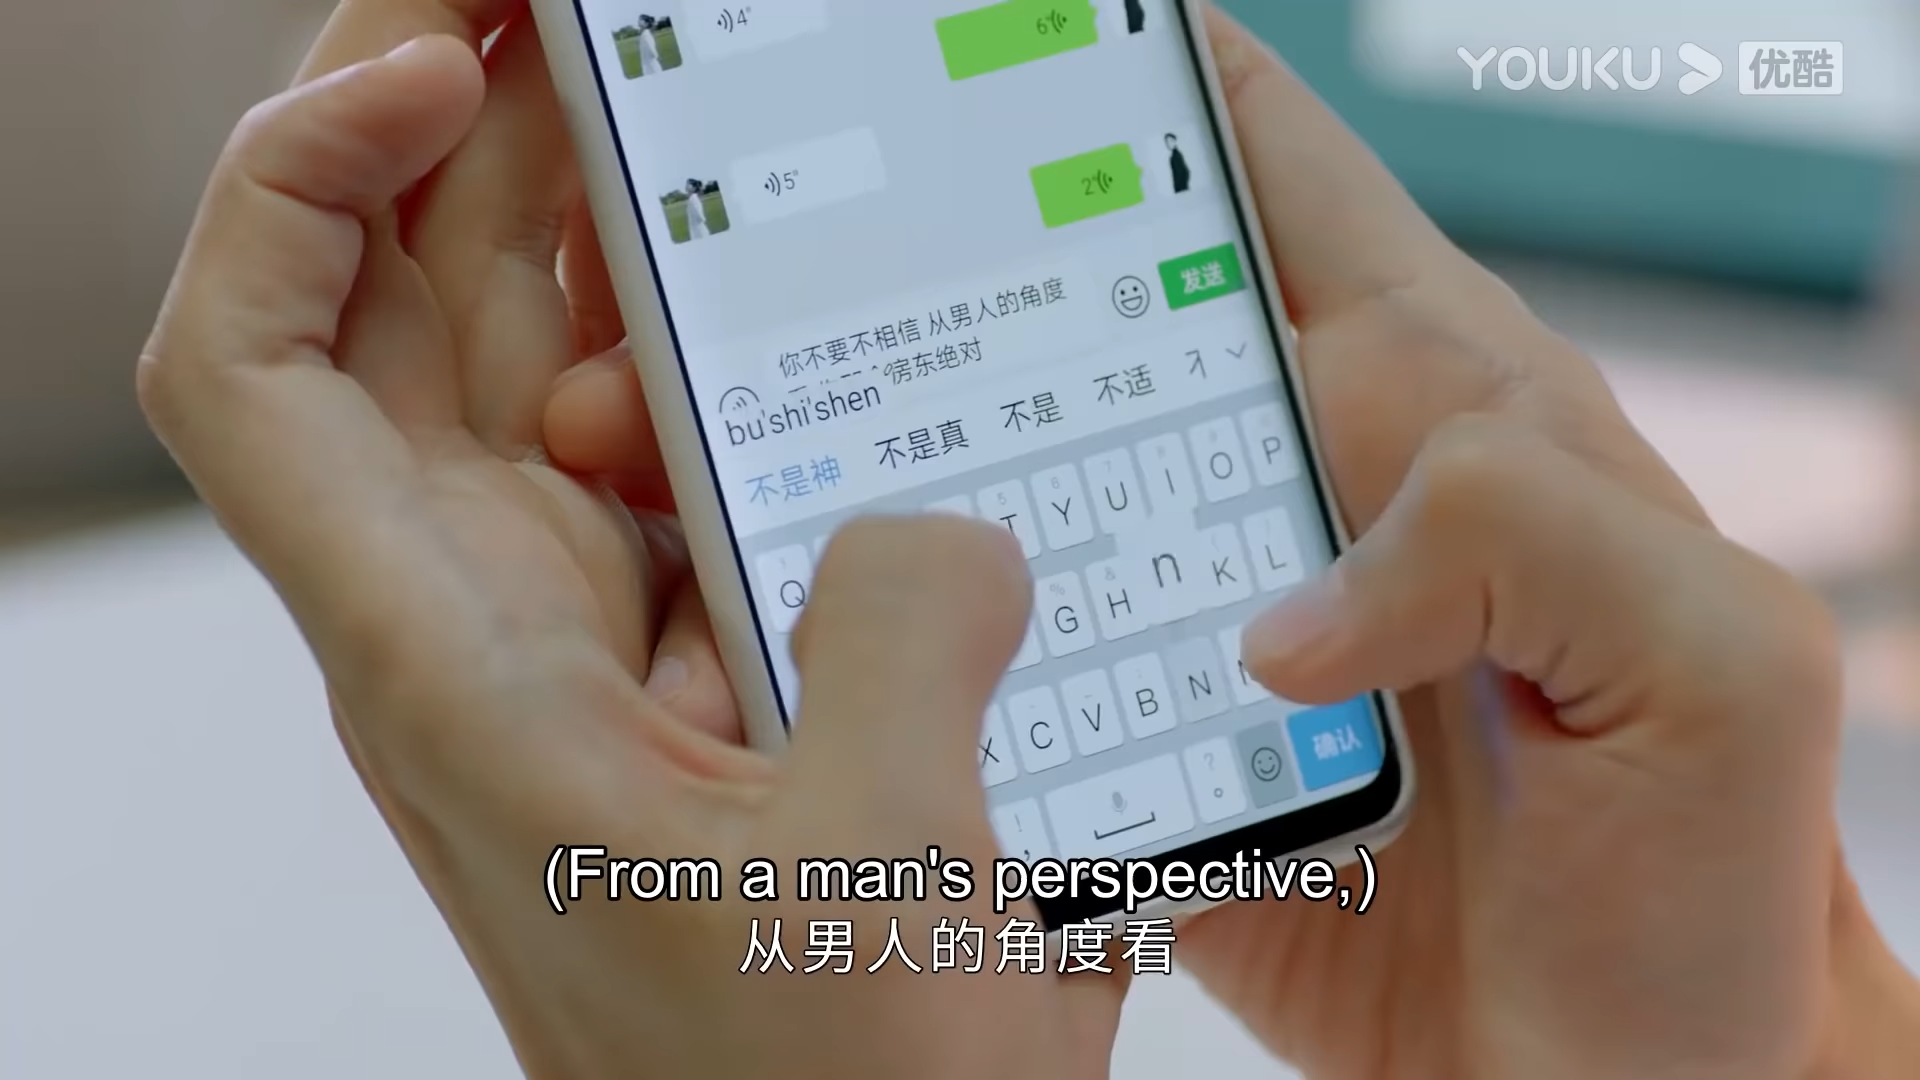 4"
6"
YOUKU 优酷
5"
2"
你不要不相信 从男人的角度
房东绝对
发送
bu'shi'shen
不是神 不是真 不是 不适
Q T Y U I O P
G H n K L
X C V B N
确认
(From a man's perspective,)
从男人的角度看